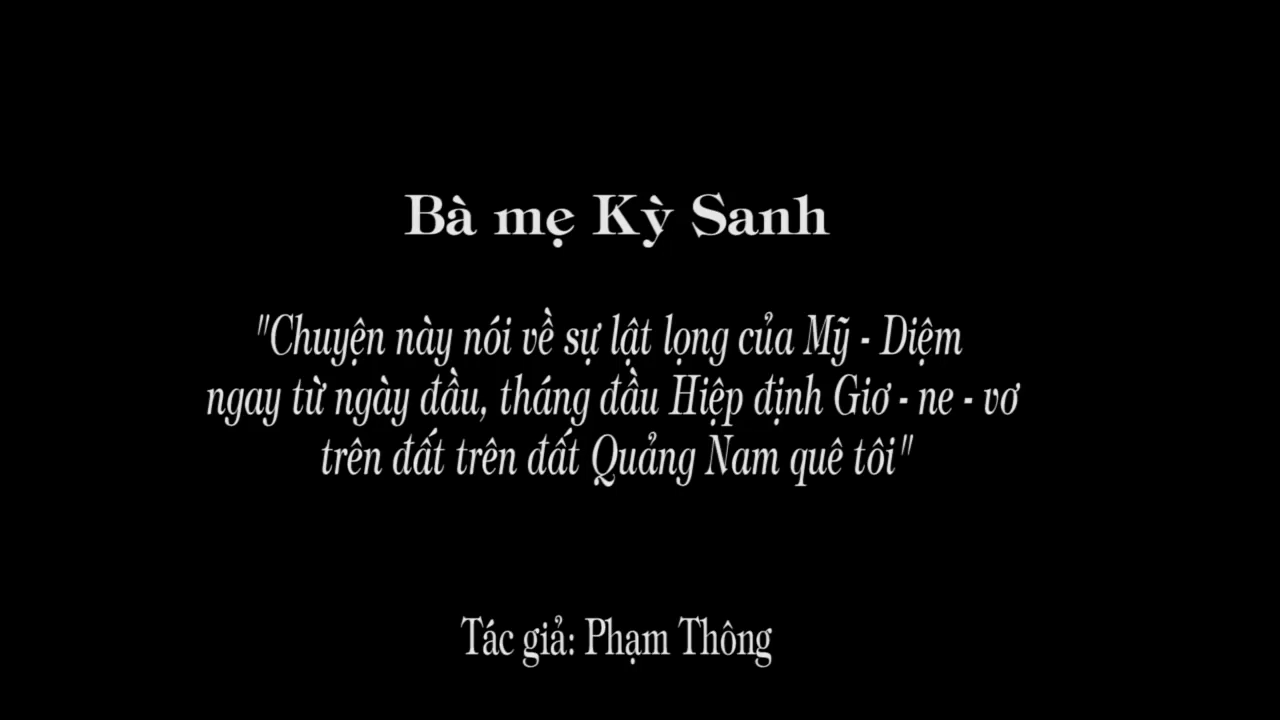 Bà mẹ Kỳ Sanh
"Chuyện này nói về sự lật lọng của Mỹ - Diệm
ngay từ ngày đầu, tháng đầu Hiệp định Giơ - ne - vơ
trên đất trên đất Quảng Nam quê tôi"
Tác giả: Phạm Thông